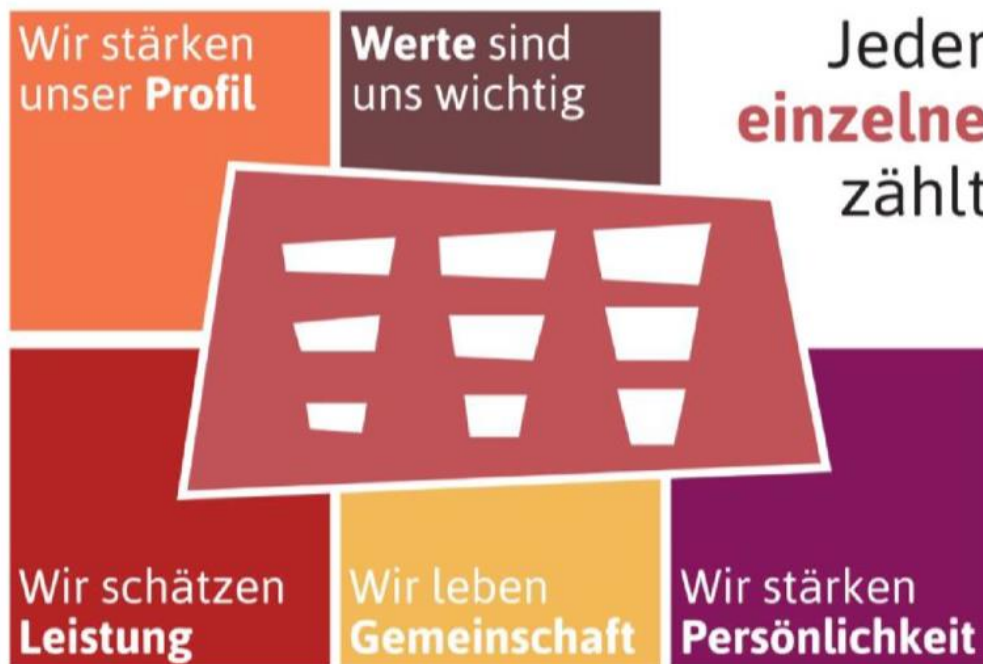 Wir stärken
unser Profil
Werte sind
uns wichtig
Jeder
einzelne
zählt
Wir schätzen
Leistung
Wir leben
Gemeinschaft
Wir stärken
Persönlichkeit